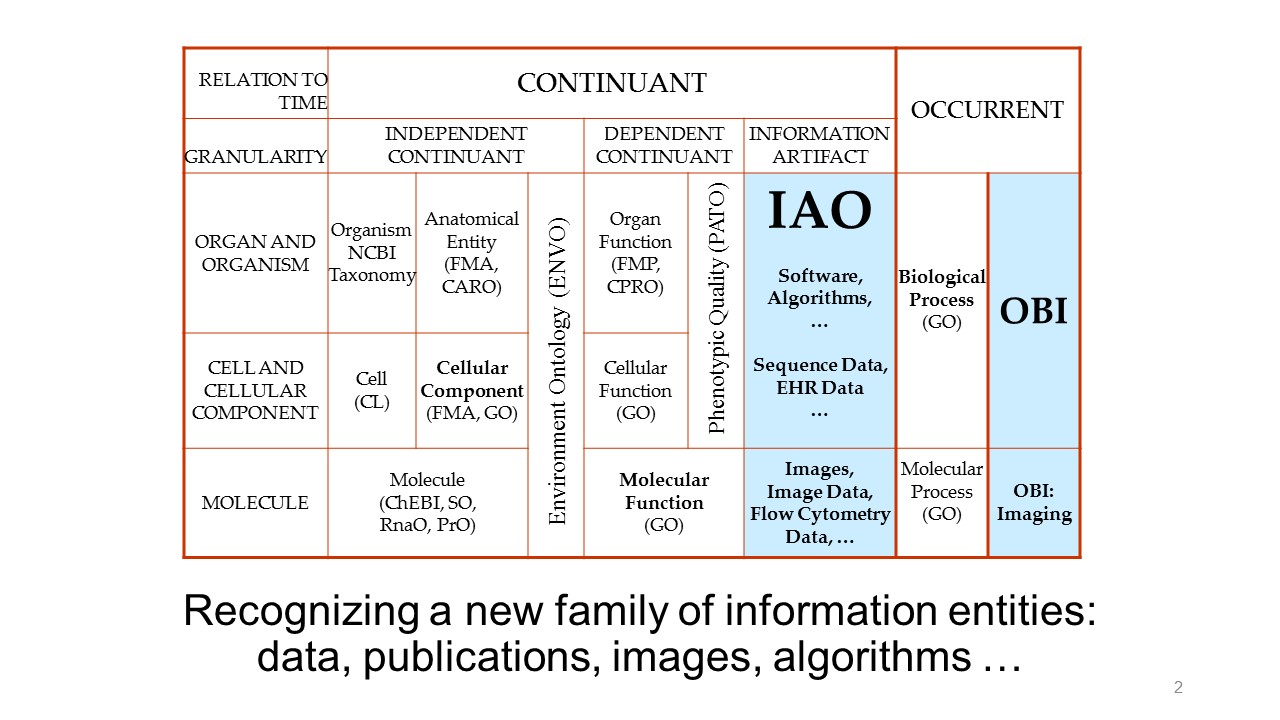 RELATION TO
TIME
CONTINUANT
OCCURRENT
GRANULARITY
INDEPENDENT
CONTINUANT
DEPENDENT
CONTINUANT
INFORMATION
ARTIFACT
ORGAN AND
ORGANISM
Organism
NCBI
Taxonomy
Anatomical
Entity
(FMA,
CARO)
Environment Ontology (ENVO)
Organ
Function
(FMP,
CPRO)
Phenotypic Quality (PATO)
IAO
Software,
Algorithms,
…
Sequence Data,
EHR Data
…
Biological
Process
(GO)
OBI
CELL AND
CELLULAR
COMPONENT
Cell
(CL)
Cellular
Component
(FMA, GO)
Cellular
Function
(GO)
MOLECULE
Molecule
(ChEBI, SO,
RnaO, PrO)
Molecular
Function
(GO)
Images,
Image Data,
Flow Cytometry
Data, …
Molecular
Process
(GO)
OBI:
Imaging
Recognizing a new family of information entities:
data, publications, images, algorithms …
2